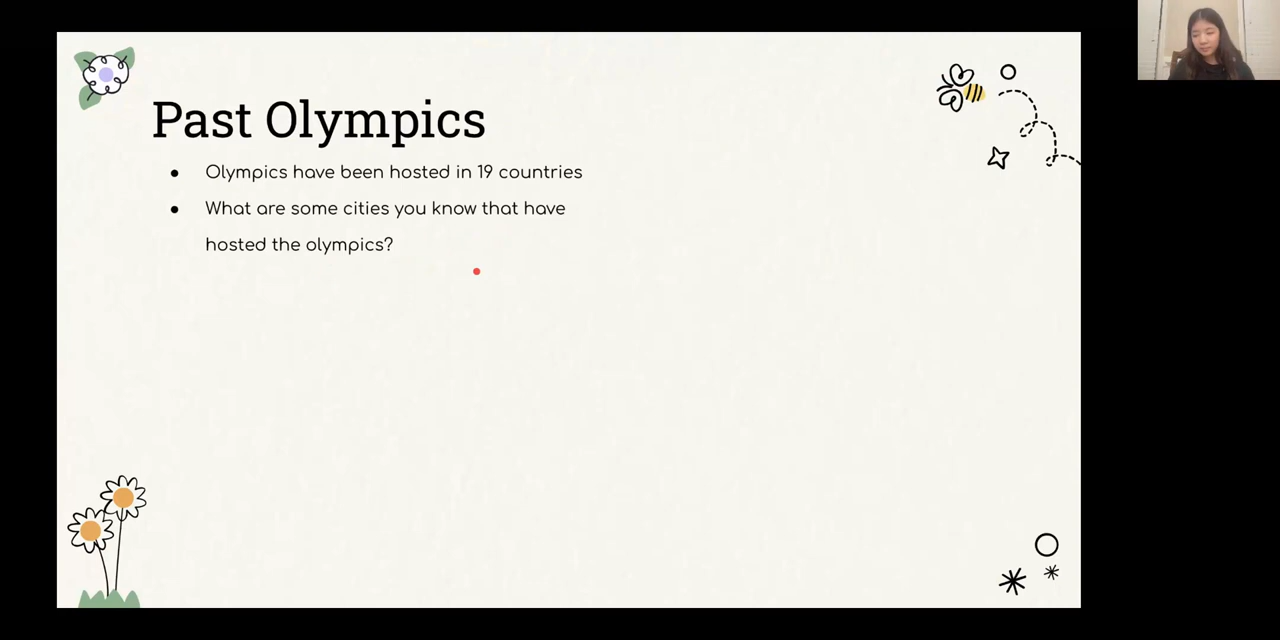 Past Olympics
● Olympics have been hosted in 19 countries
● What are some cities you know that have
hosted the olympics?